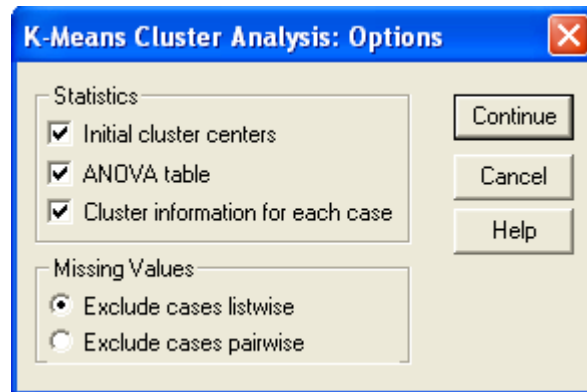 K-Means Cluster Analysis: Options
Statistics
Initial cluster centers
ANOVA table
Cluster information for each case
Missing Values
Exclude cases listwise
Exclude cases pairwise
Continue
Cancel
Help